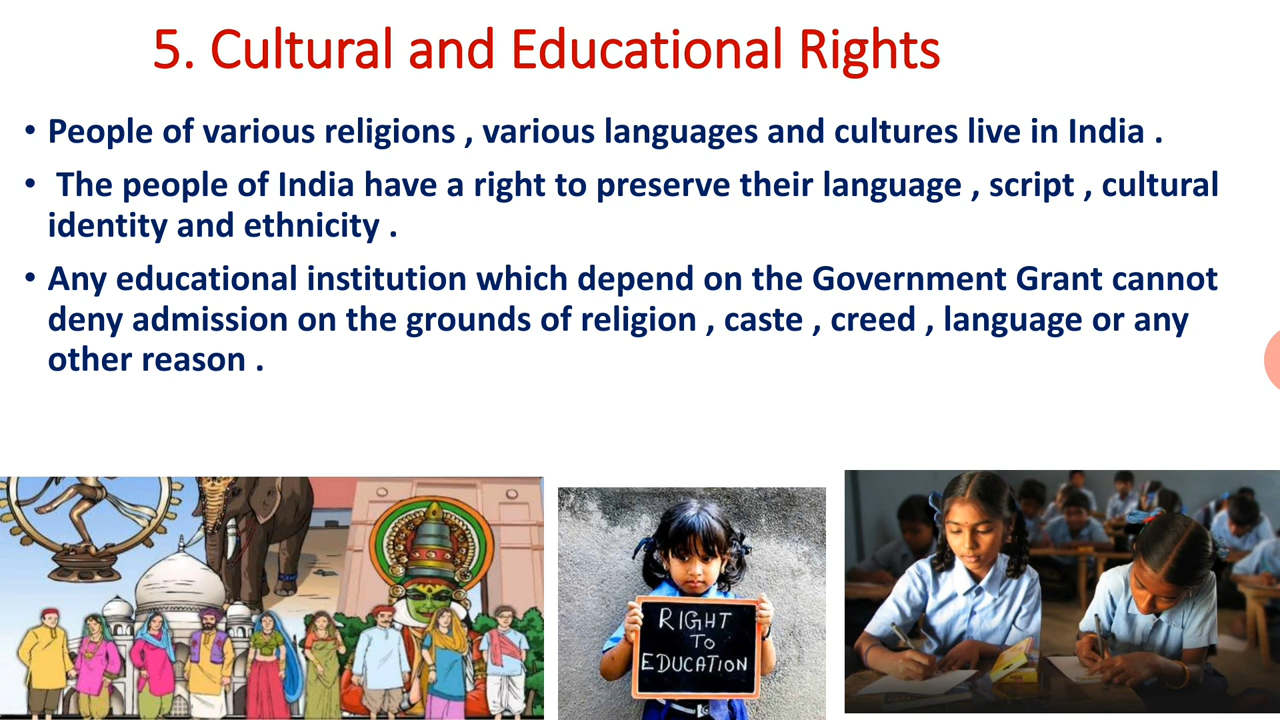 5. Cultural and Educational Rights
• People of various religions , various languages and cultures live in India .
• The people of India have a right to preserve their language , script , cultural
identity and ethnicity .
• Any educational institution which depend on the Government Grant cannot
deny admission on the grounds of religion , caste , creed , language or any
other reason .
RIGHT
TO
EDUCATION